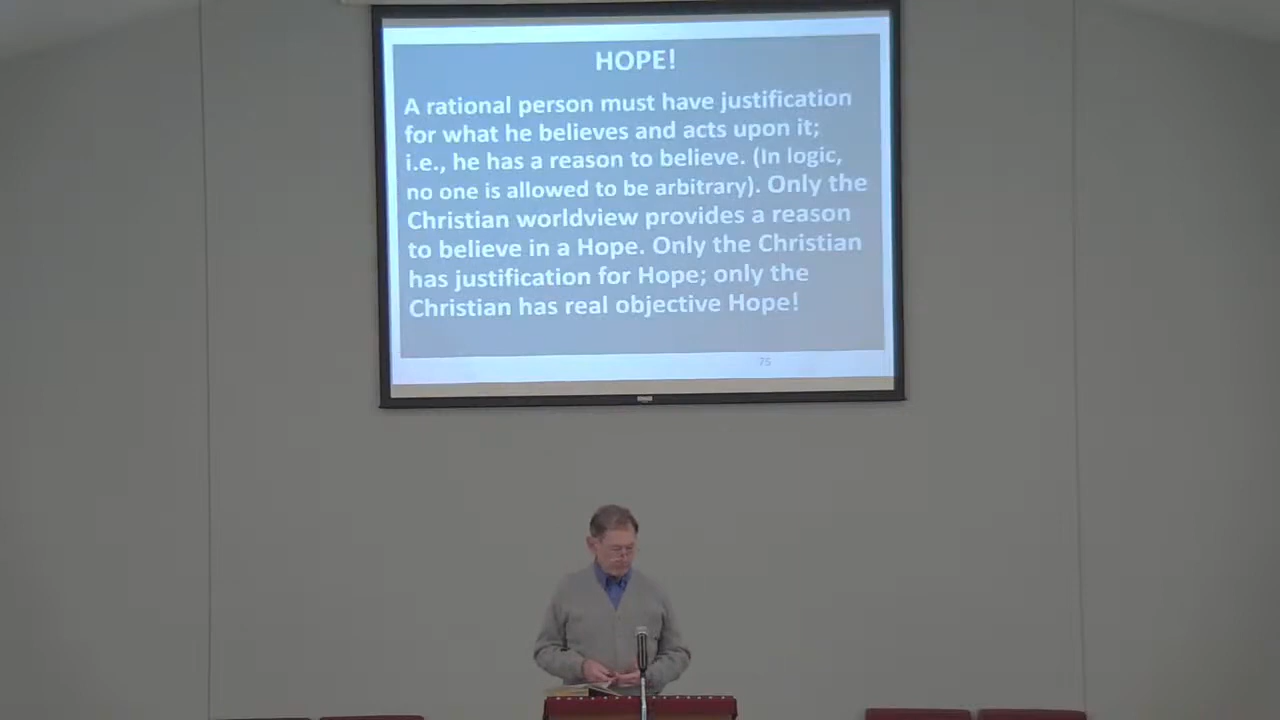 HOPE!
A rational person must have justification
for what he believes and acts upon it;
i.e., he has a reason to believe. (In logic,
no one is allowed to be arbitrary). Only the
Christian worldview provides a reason
to believe in a Hope. Only the Christian
has justification for Hope; only the
Christian has real objective Hope!
75